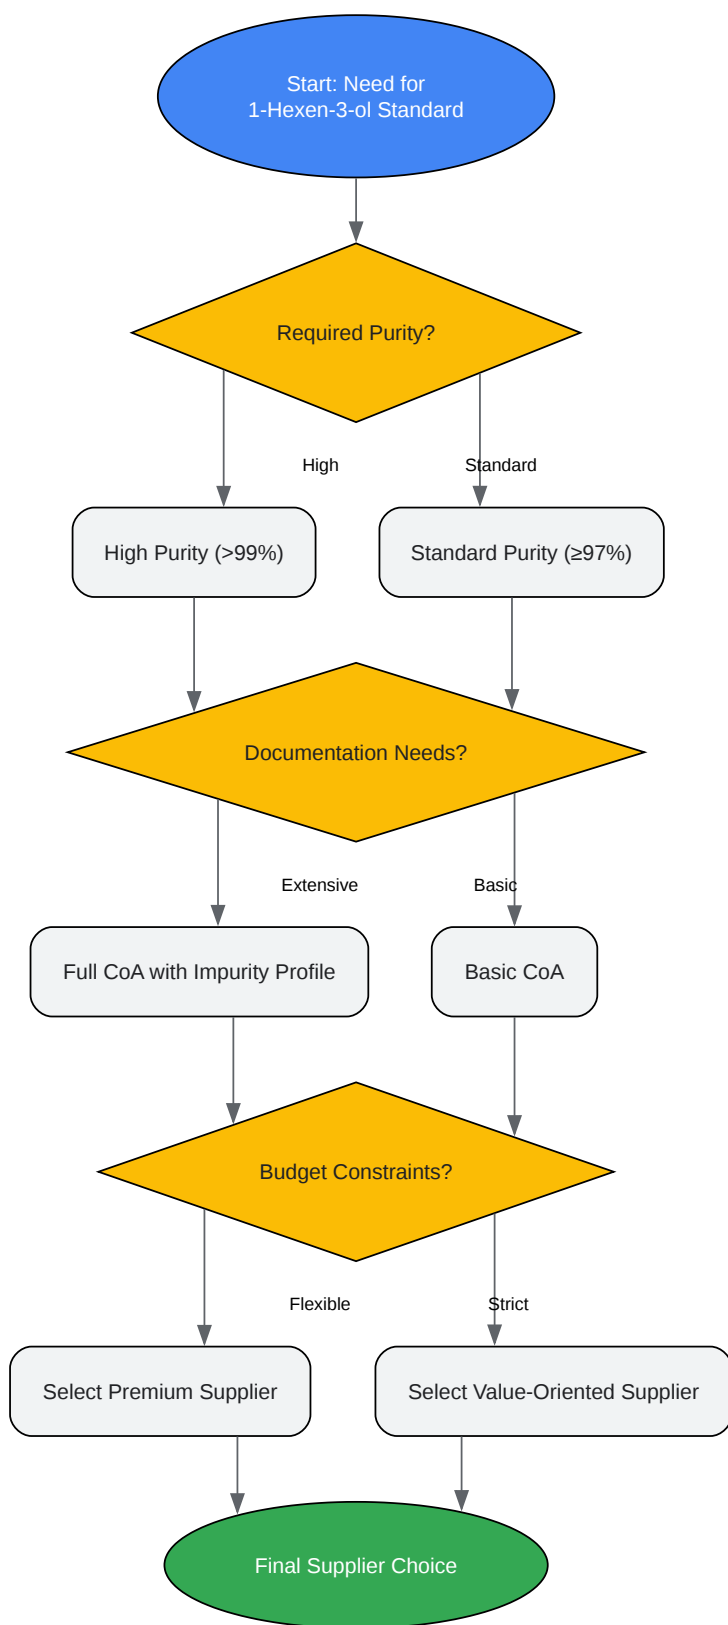 Start: Need for
1-Hexen-3-ol Standard
Required Purity?
High
Standard
High Purity (>99%)
Standard Purity (≥97%)
Documentation Needs?
Extensive
Basic
Full CoA with Impurity Profile
Basic CoA
Budget Constraints?
Flexible
Strict
Select Premium Supplier
Select Value-Oriented Supplier
Final Supplier Choice